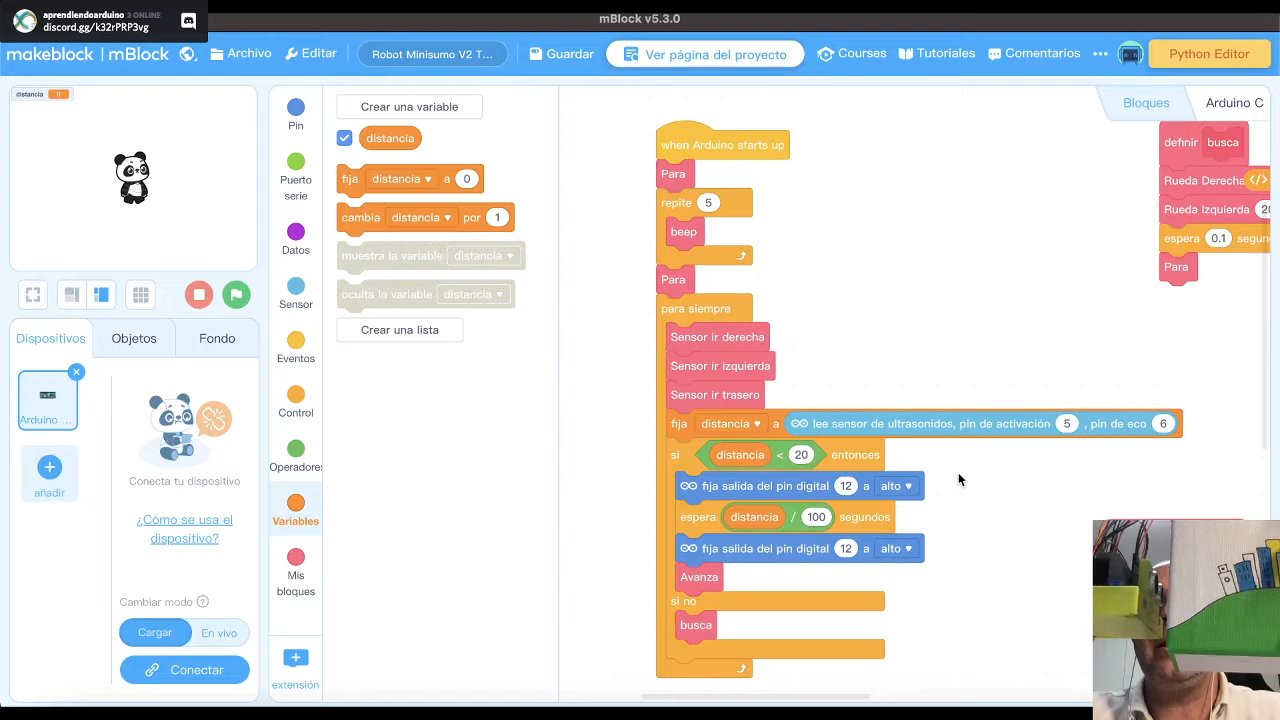 aprendiendoarduino 2 ONLINE
discord.gg/k32rPRP3vg
mBlock v5.3.0
makeblock | mBlock
Archivo
Editar
Robot Minisumo V2 T...
Guardar
Ver página del proyecto
Courses
Tutoriales
Comentarios
Python Editor
distancia 0
Dispositivos
Objetos
Fondo
Arduino ...
añadir
Conecta tu dispositivo
¿Cómo se usa el
dispositivo?
Cambiar modo ?
Cargar
En vivo
Conectar
Pin
Puerto
serie
Datos
Sensor
Eventos
Control
Operadores
Variables
Mis
bloques
extensión
Crear una variable
distancia
fija distancia a 0
cambia distancia por 1
muestra la variable distancia
oculta la variable distancia
Crear una lista
Bloques
Arduino C
when Arduino starts up
Para
repite 5
beep
Para
para siempre
Sensor ir derecha
Sensor ir izquierda
Sensor ir trasero
fija distancia a lee sensor de ultrasonidos, pin de activación 5 , pin de eco 6
si distancia < 20 entonces
fija salida del pin digital 12 a alto
espera distancia / 100 segundos
fija salida del pin digital 12 a alto
Avanza
si no
busca
definir busca
Rueda Derecha
Rueda Izquierda 20
espera 0.1 segun
Para